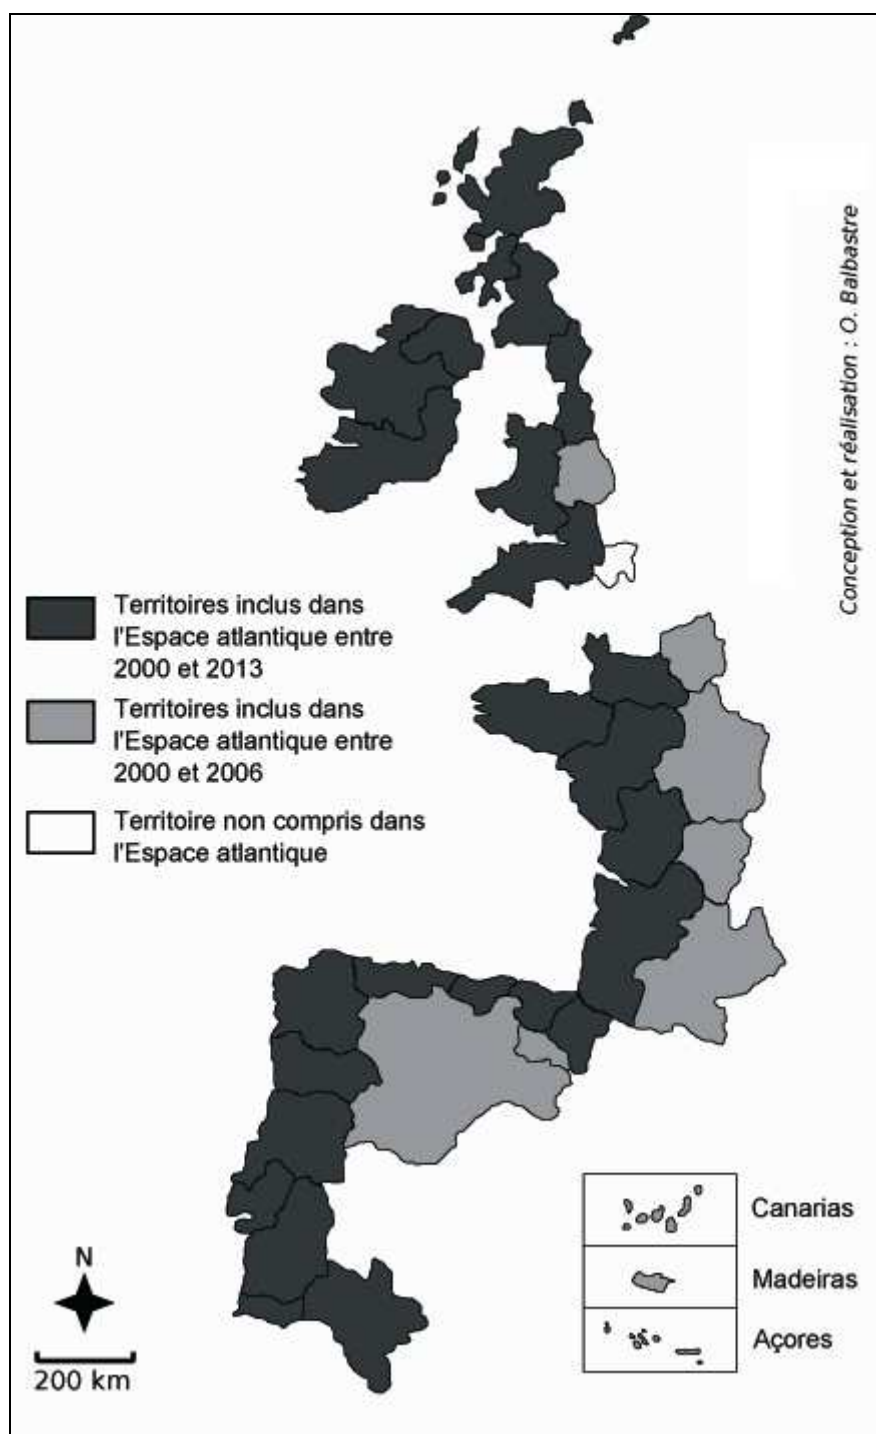 Conception et réalisation : O. Balbastre
Territoires inclus dans
l'Espace atlantique entre
2000 et 2013
Territoires inclus dans
l'Espace atlantique entre
2000 et 2006
Territoire non compris dans
l'Espace atlantique
Canarias
Madeiras
Açores
N
200 km